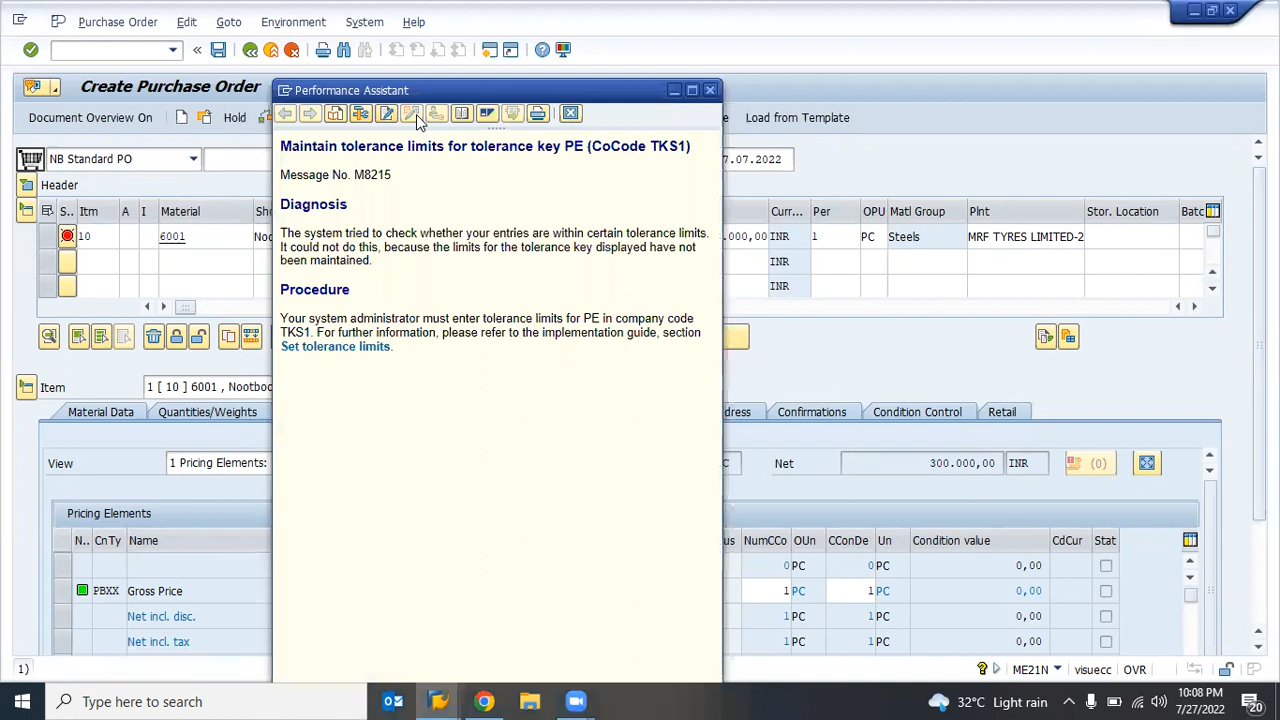 Purchase Order Edit Goto Environment System Help
Create Purchase Order
Performance Assistant
Document Overview On Hold Load from Template
Maintain tolerance limits for tolerance key PE (CoCode TKS1)
NB Standard PO 7.07.2022
Message No. M8215
Header
Diagnosis
S.. Itm A I Material Sho Curr... Per OPU Matl Group Plnt Stor. Location Batc
The system tried to check whether your entries are within certain tolerance limits.
It could not do this, because the limits for the tolerance key displayed have not
been maintained.
10 6001 Noo .000,00 INR 1 PC Steels MRF TYRES LIMITED-2
INR
INR
Procedure
Your system administrator must enter tolerance limits for PE in company code
TKS1. For further information, please refer to the implementation guide, section
Set tolerance limits.
Item 1 [ 10 ] 6001 , Nootboo
Material Data Quantities/Weights dress Confirmations Condition Control Retail
View 1 Pricing Elements: C Net 300.000,00 INR (0)
Pricing Elements
N.. CnTy Name us NumCCo OUn CConDe Un Condition value CdCur Stat
0 PC 0 PC 0,00
PBXX Gross Price 1 PC 1 PC 0,00
Net incl. disc. 1 PC 1 PC 0,00
Net incl. tax 1 PC 1 PC 0,00
1) ME21N visuecc OVR
Type here to search 32°C Light rain 10:08 PM
7/27/2022 20